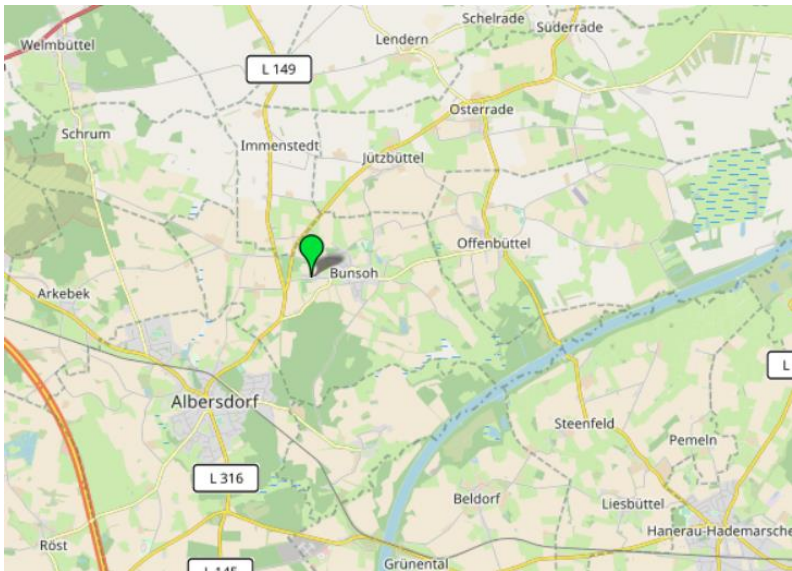 Schelrade
Süderrade
Welmbüttel
Lendern
L 149
Osterrade
Schrum
Immenstedt
Jützbüttel
Offenbüttel
Bunsoh
Arkebek
L
Albersdorf
Steenfeld
Pemeln
L 316
Beldorf
Liesbüttel
Hanerau-Hademarsche
Röst
Grünental
L 145